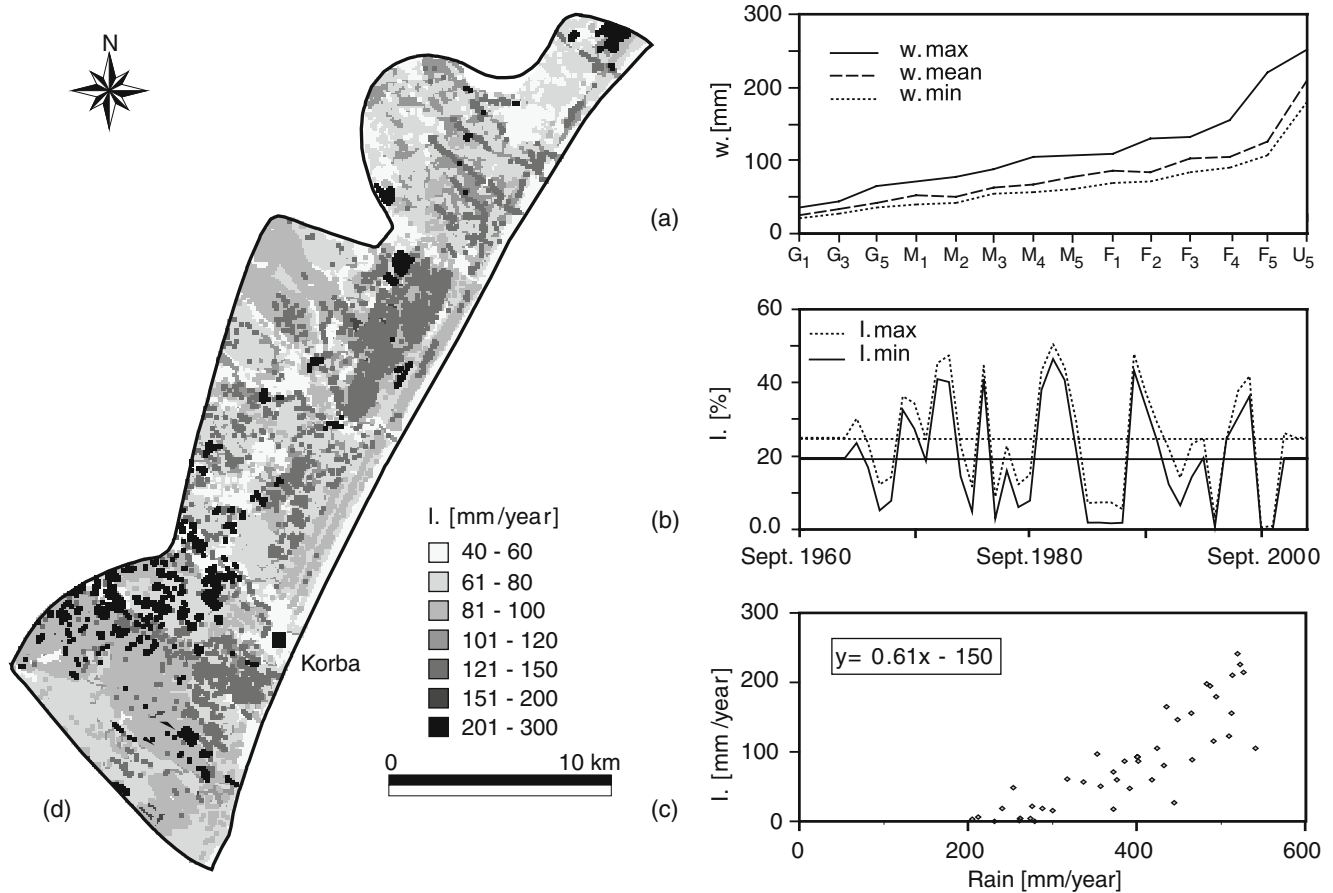 N
I. [mm/year]
40 - 60
61 - 80
81 - 100
101 - 120
121 - 150
151 - 200
201 - 300
0 10 km
Korba
(d)
(a)
300
200
100
0
w. [mm]
w. max
w. mean
w. min
G1 G3 G5 M1 M2 M3 M4 M5 F1 F2 F3 F4 F5 U5
(b)
60
40
20
0.0
I. [%]
I. max
I. min
Sept. 1960 Sept.1980 Sept. 2000
(c)
300
200
100
0
I. [mm/year]
y= 0.61x - 150
0 200 400 600
Rain [mm/year]